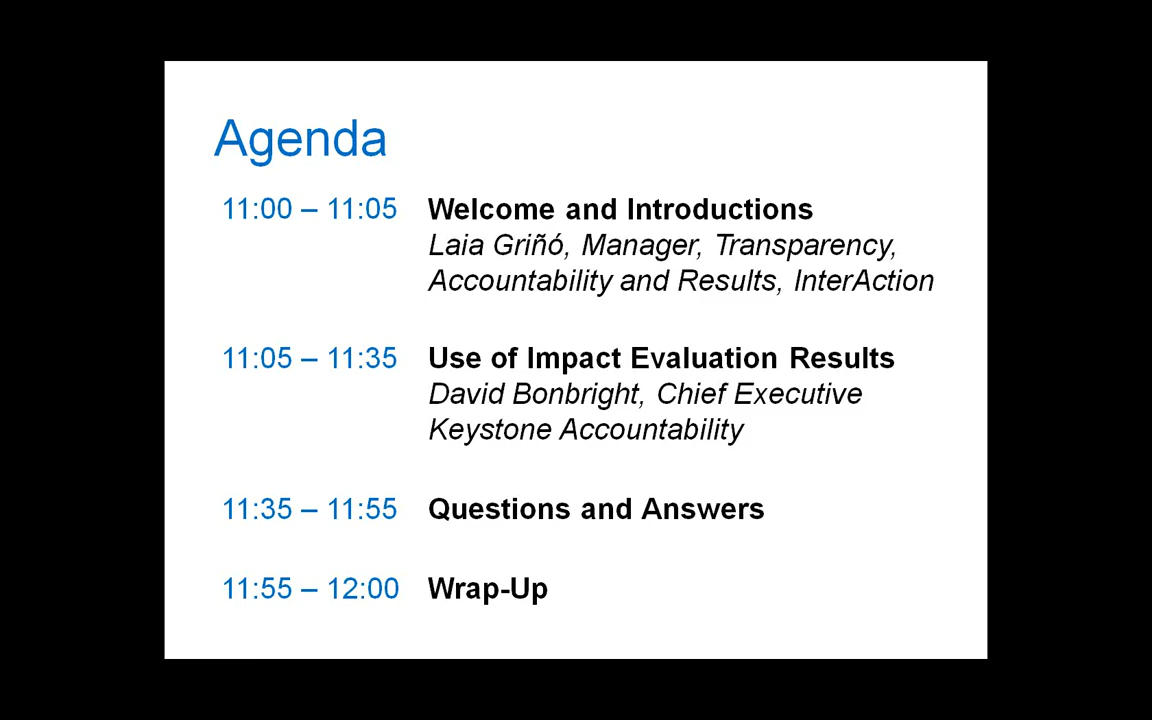 Agenda
11:00 – 11:05 Welcome and Introductions
Laia Griñó, Manager, Transparency,
Accountability and Results, InterAction
11:05 – 11:35 Use of Impact Evaluation Results
David Bonbright, Chief Executive
Keystone Accountability
11:35 – 11:55 Questions and Answers
11:55 – 12:00 Wrap-Up